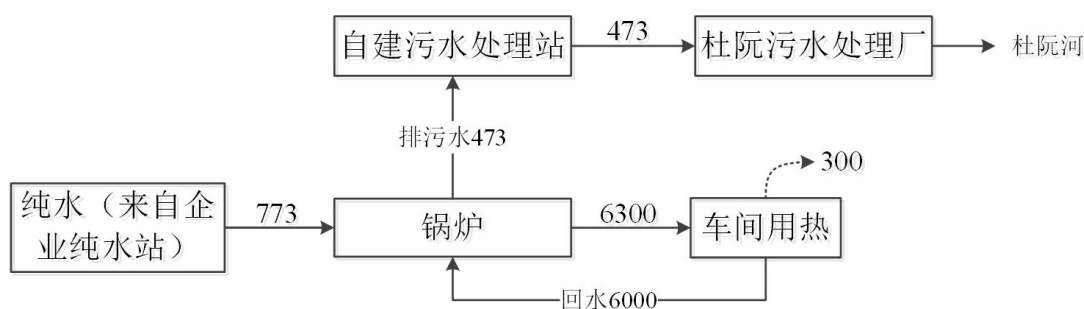 自建污水处理站
473
杜阮污水处理厂
杜阮河
排污水473
300
纯水（来自企
业纯水站）
773
锅炉
6300
车间用热
回水6000